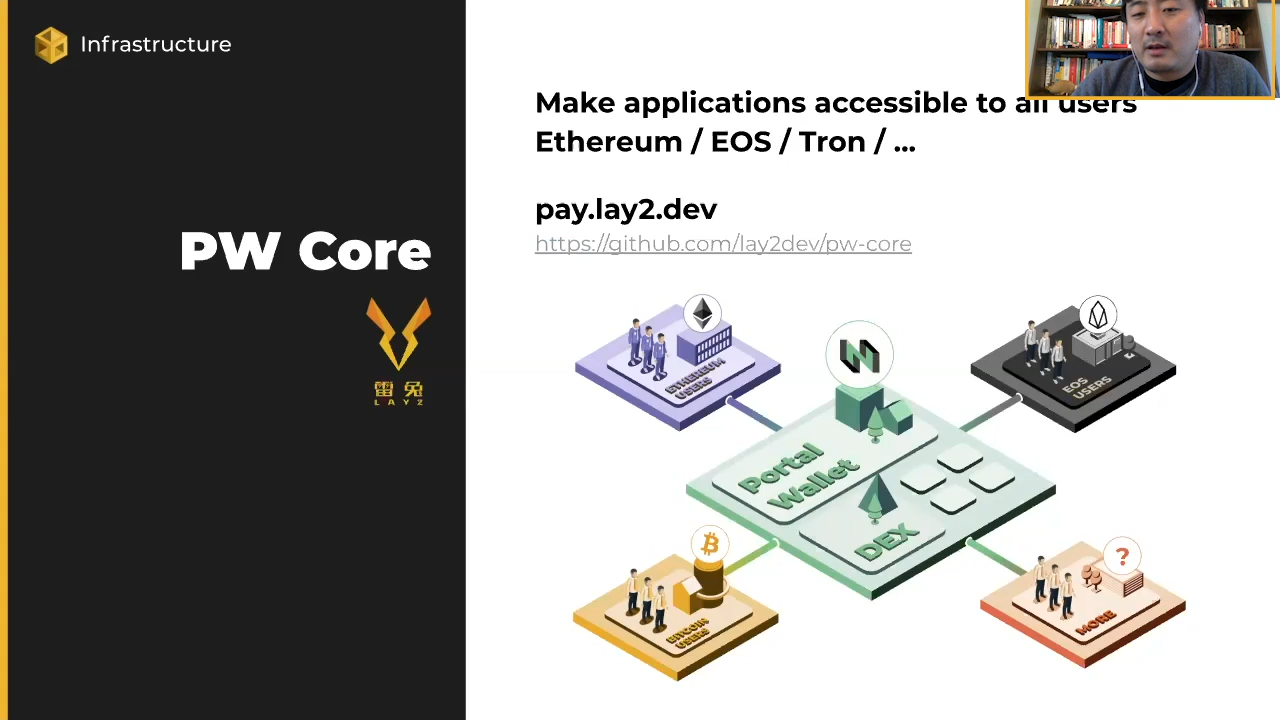 Infrastructure
PW Core
雷兔
LAY2
Make applications accessible to all users
Ethereum / EOS / Tron / ...
pay.lay2.dev
https://github.com/lay2dev/pw-core
ETHEREUM
USERS
EOS
USERS
Portal
Wallet
DEX
BITCOIN
USERS
?
MORE